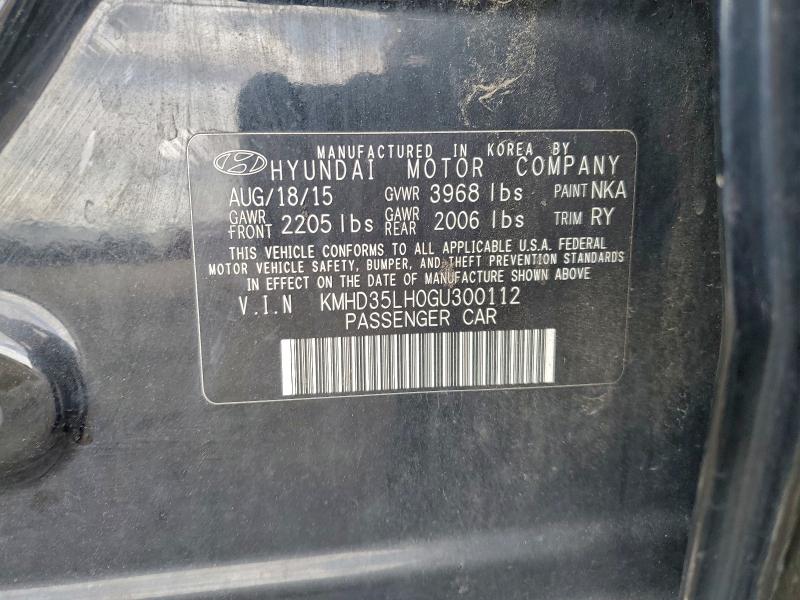 MANUFACTURED IN KOREA BY
HYUNDAI MOTOR COMPANY
AUG/18/15 GVWR 3968 lbs PAINT NKA
GAWR FRONT 2205 lbs GAWR REAR 2006 lbs TRIM RY
THIS VEHICLE CONFORMS TO ALL APPLICABLE U.S.A. FEDERAL
MOTOR VEHICLE SAFETY, BUMPER, AND THEFT PREVENTION STANDARDS
IN EFFECT ON THE DATE OF MANUFACTURE SHOWN ABOVE
V.I.N KMHD35LH0GU300112
PASSENGER CAR